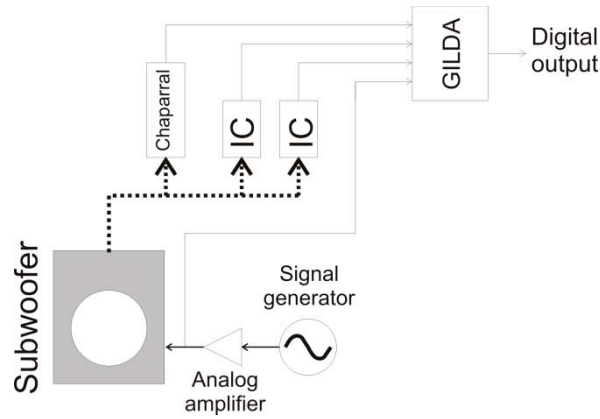 Chaparral
IC
IC
GILDA
Digital
output
Subwoofer
Signal
generator
Analog
amplifier